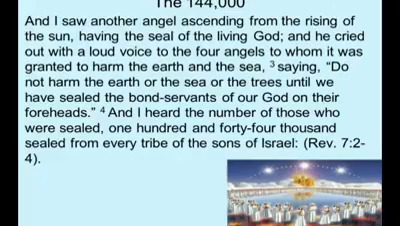 The 144,000
And I saw another angel ascending from the rising of
the sun, having the seal of the living God; and he cried
out with a loud voice to the four angels to whom it was
granted to harm the earth and the sea, ³ saying, “Do
not harm the earth or the sea or the trees until we
have sealed the bond-servants of our God on their
foreheads.” ⁴ And I heard the number of those who
were sealed, one hundred and forty-four thousand
sealed from every tribe of the sons of Israel: (Rev. 7:2-
4).